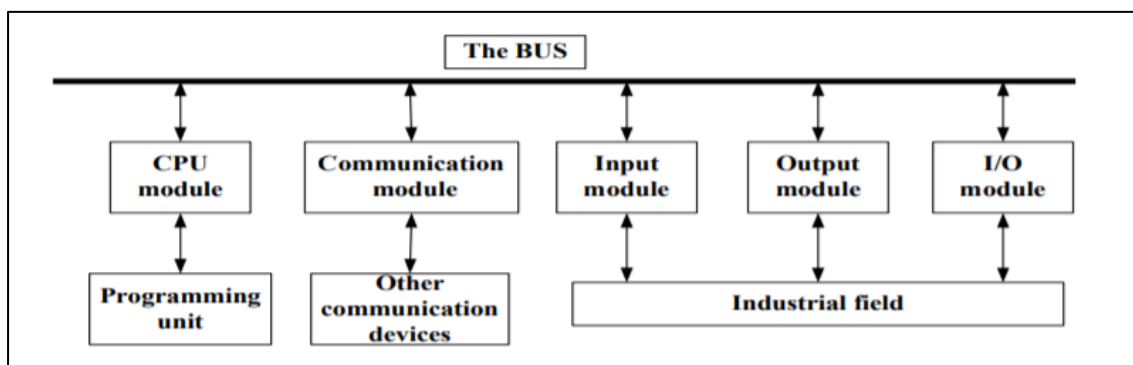 The BUS
CPU
module
Communication
module
Input
module
Output
module
I/O
module
Programming
unit
Other
communication
devices
Industrial field